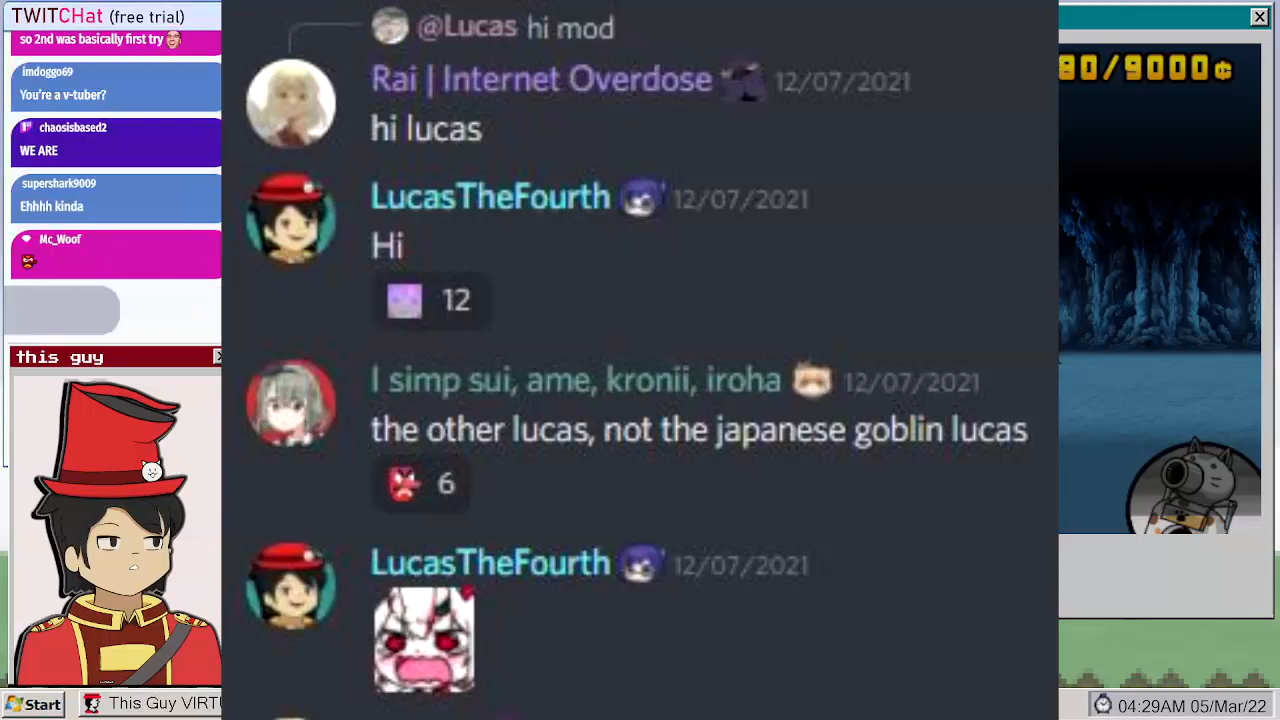 TWITCHat (free trial)
so 2nd was basically first try
imdoggo69
You're a v-tuber?
chaosisbased2
WE ARE
supershark9009
Ehhhh kinda
Mc_Woof
this guy
@Lucas hi mod
Rai | Internet Overdose 12/07/2021
hi lucas
LucasTheFourth 12/07/2021
Hi
12
I simp sui, ame, kronii, iroha 12/07/2021
the other lucas, not the japanese goblin lucas
6
LucasTheFourth 12/07/2021
/9000¢
Start
This Guy VIRTU
04:29AM 05/Mar/22